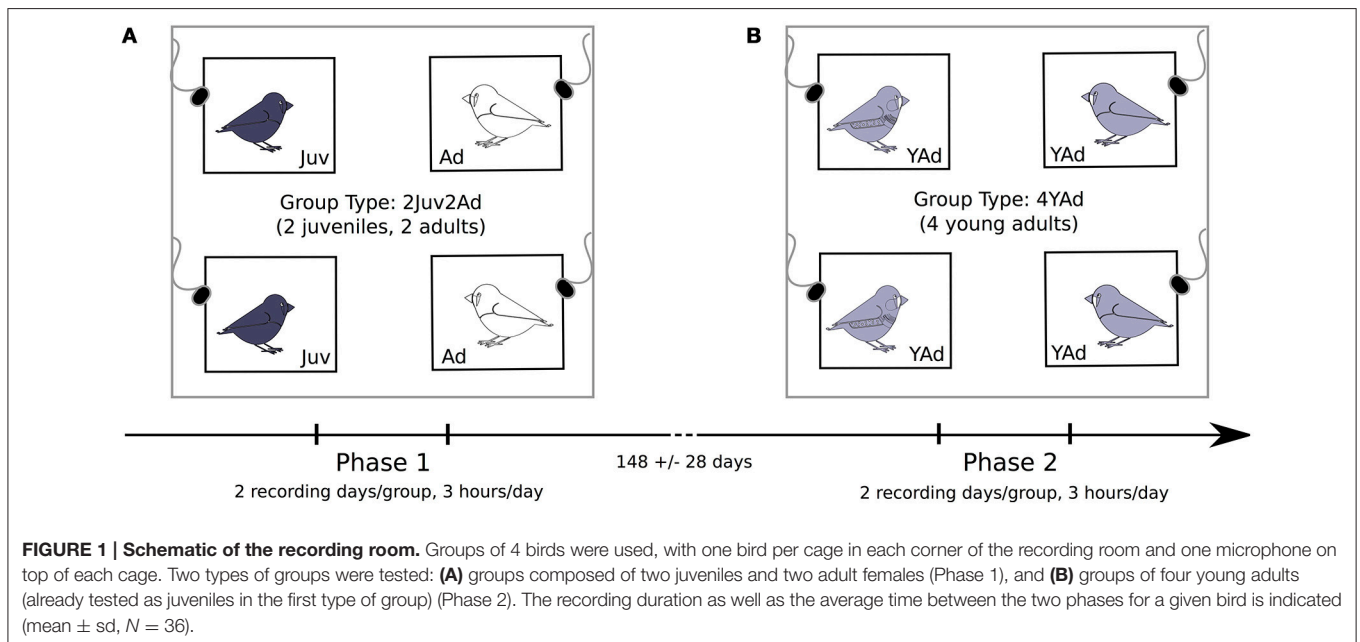 A
B
Juv
Ad
YAd
YAd
Group Type: 2Juv2Ad
(2 juveniles, 2 adults)
Group Type: 4YAd
(4 young adults)
Juv
Ad
YAd
YAd
Phase 1
148 +/- 28 days
Phase 2
2 recording days/group, 3 hours/day
2 recording days/group, 3 hours/day
FIGURE 1 | Schematic of the recording room. Groups of 4 birds were used, with one bird per cage in each corner of the recording room and one microphone on
top of each cage. Two types of groups were tested: (A) groups composed of two juveniles and two adult females (Phase 1), and (B) groups of four young adults
(already tested as juveniles in the first type of group) (Phase 2). The recording duration as well as the average time between the two phases for a given bird is indicated
(mean ± sd, N = 36).